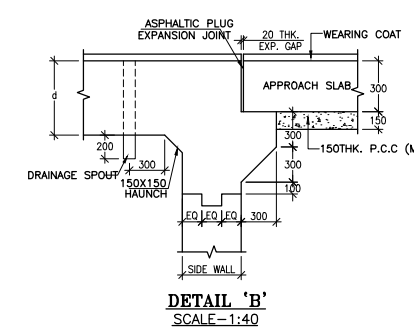 ASPHALTIC PLUG
EXPANSION JOINT
20 THK.
EXP. GAP
WEARING COAT
d
APPROACH SLAB
300
150
300
150THK. P.C.C (M
200
300
DRAINAGE SPOUT
150X150
HAUNCH
300
100
EQ EQ EQ 300
SIDE WALL
DETAIL ‘B’
SCALE-1:40